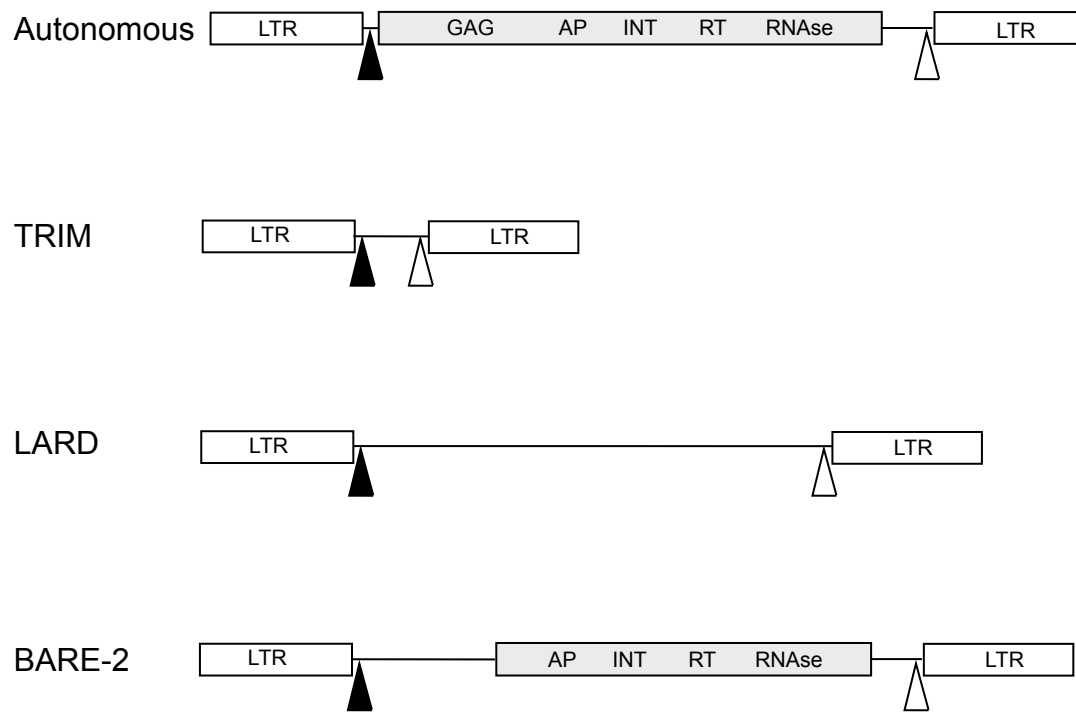 Autonomous LTR GAG AP INT RT RNAse LTR
TRIM LTR LTR
LARD LTR LTR
BARE-2 LTR AP INT RT RNAse LTR